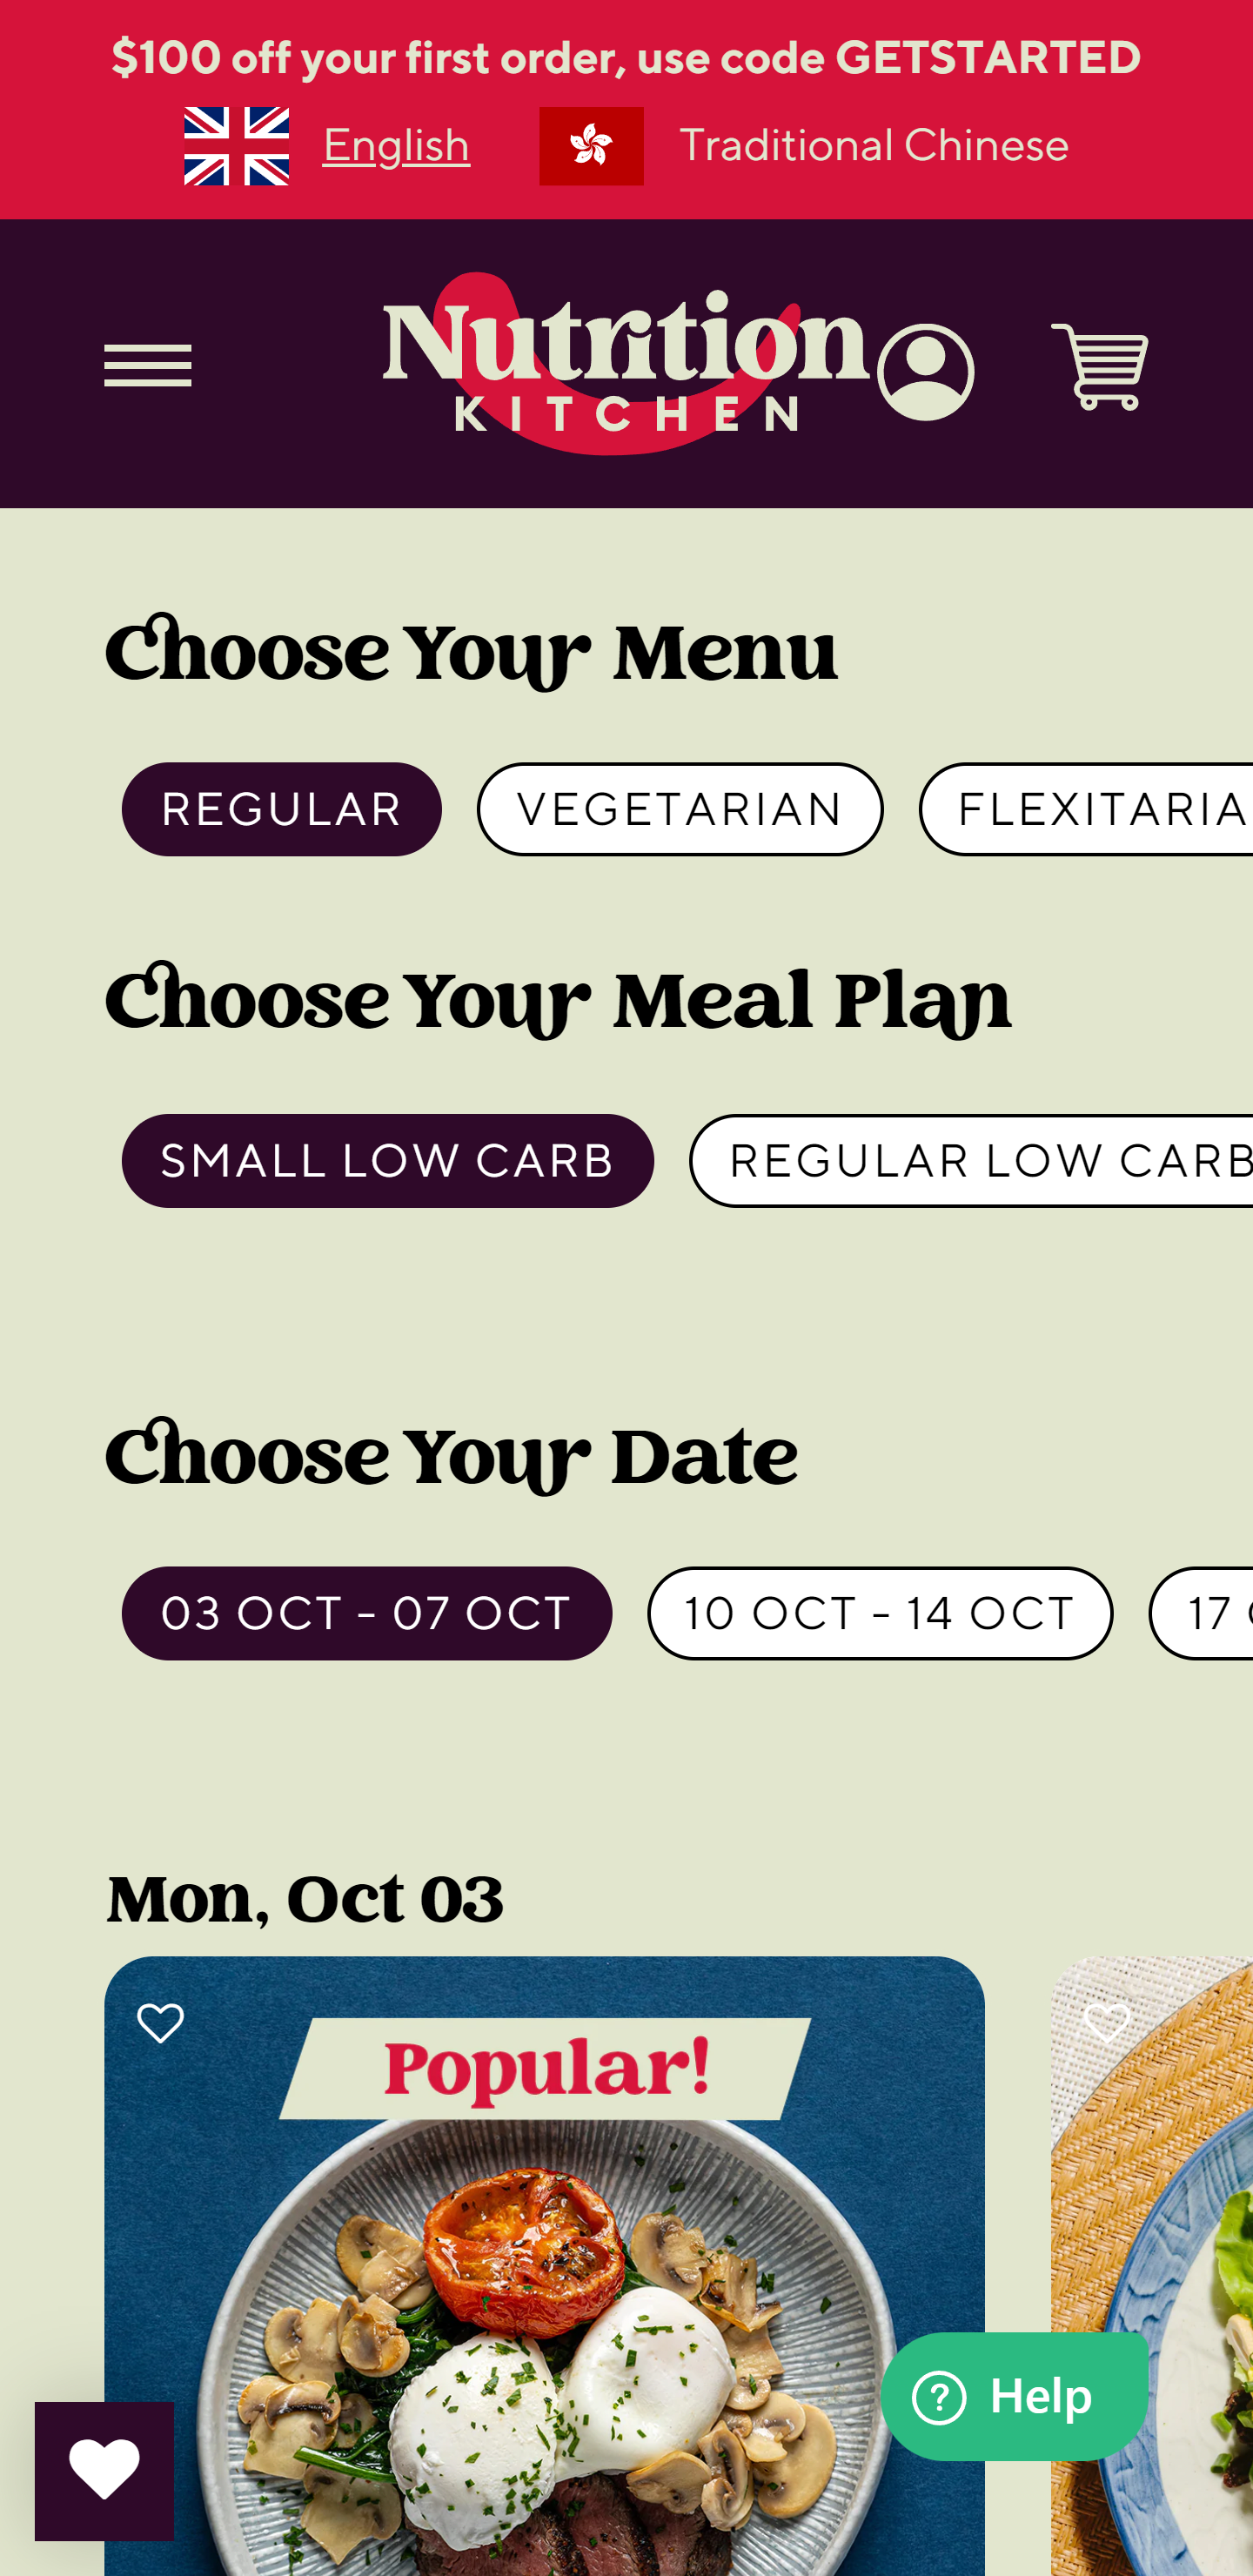 $100 off your first order, use code GETSTARTED
English Traditional Chinese
Nutrition
KITCHEN
Choose Your Menu
REGULAR VEGETARIAN FLEXITARIA
Choose Your Meal Plan
SMALL LOW CARB REGULAR LOW CARB
Choose Your Date
03 OCT - 07 OCT 10 OCT - 14 OCT 17
Mon, Oct 03
Popular!
Help